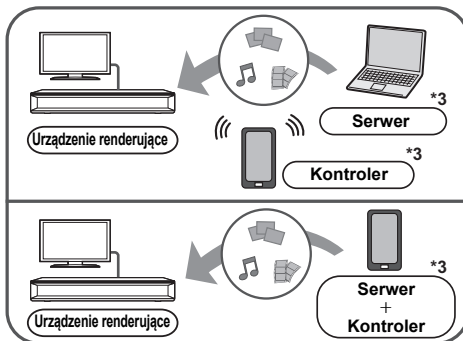 *3
Serwer
Urządzenie renderujące
*3
Kontroler
*3
Serwer
+
Kontroler
Urządzenie renderujące